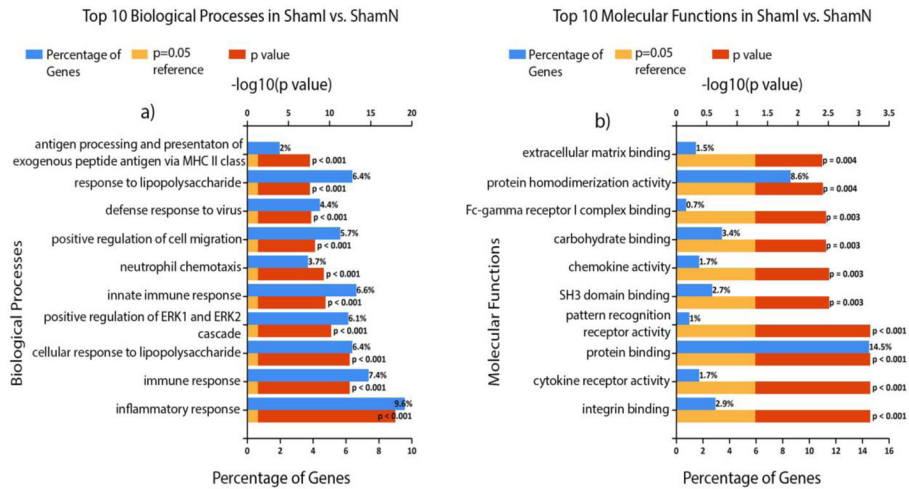 Top 10 Biological Processes in ShamI vs. ShamN
Percentage of
Genes
p=0.05
reference
p value
-log10(p value)
a)
0 5 10 15 20
antigen processing and presentaton of
exogenous peptide antigen via MHC II class
2%
p < 0.001
response to lipopolysaccharide
6.4%
p < 0.001
defense response to virus
4.4%
p < 0.001
positive regulation of cell migration
5.7%
p < 0.001
neutrophil chemotaxis
3.7%
p < 0.001
innate immune response
6.6%
p < 0.001
positive regulation of ERK1 and ERK2
cascade
6.1%
p < 0.001
cellular response to lipopolysaccharide
6.4%
p < 0.001
immune response
7.4%
p < 0.001
inflammatory response
9.6%
p < 0.001
0 2 4 6 8 10
Percentage of Genes
Biological Processes
Top 10 Molecular Functions in ShamI vs. ShamN
Percentage of
Genes
p=0.05
reference
p value
-log10(p value)
b)
0 0.5 1 1.5 2 2.5 3 3.5
extracellular matrix binding
1.5%
p = 0.004
protein homodimerization activity
8.6%
p = 0.004
Fc-gamma receptor I complex binding
0.7%
p = 0.003
carbohydrate binding
3.4%
p = 0.003
chemokine activity
1.7%
p = 0.003
SH3 domain binding
2.7%
p = 0.003
pattern recognition
receptor activity
1%
p < 0.001
protein binding
14.5%
p < 0.001
cytokine receptor activity
1.7%
p < 0.001
integrin binding
2.9%
p < 0.001
0 2 4 6 8 10 12 14 16
Percentage of Genes
Molecular Functions